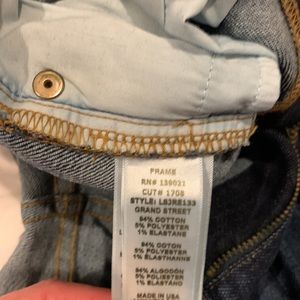 FRAME
RN# 139021
CUT# 1708
STYLE: LBJRE133
GRAND STREET
94% COTTON
5% POLYESTER
1% ELASTANE
94% COTON
5% POLYESTER
1% ELASTHANNE
94% ALGODON
5% POLIESTER
1% ELASTANO
MADE IN USA